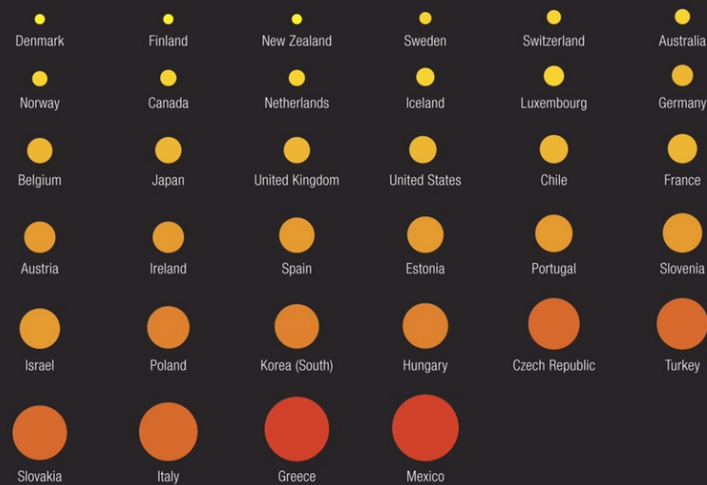 Denmark Finland New Zealand Sweden Switzerland Australia
Norway Canada Netherlands Iceland Luxembourg Germany
Belgium Japan United Kingdom United States Chile France
Austria Ireland Spain Estonia Portugal Slovenia
Israel Poland Korea (South) Hungary Czech Republic Turkey
Slovakia Italy Greece Mexico